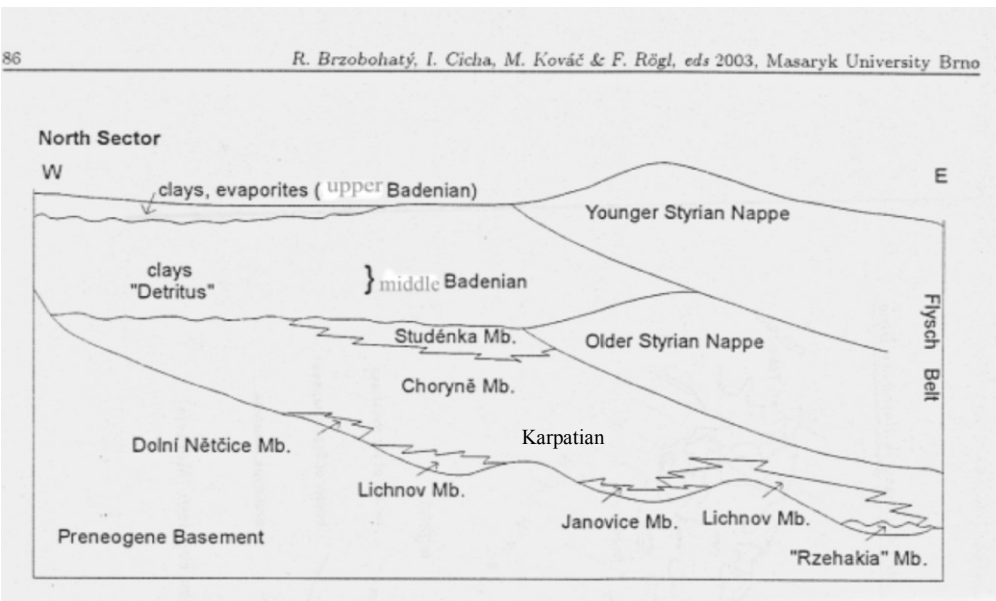 86
R. Brzobohatý, I. Cicha, M. Kováč & F. Rögl, eds 2003, Masaryk University Brno
North Sector
W
E
clays, evaporites ( upper Badenian)
Younger Styrian Nappe
clays
"Detritus"
} middle Badenian
Flysch Belt
Studénka Mb.
Older Styrian Nappe
Choryně Mb.
Karpatian
Dolní Nětčice Mb.
Lichnov Mb.
Janovice Mb.
Lichnov Mb.
Preneogene Basement
"Rzehakia" Mb.